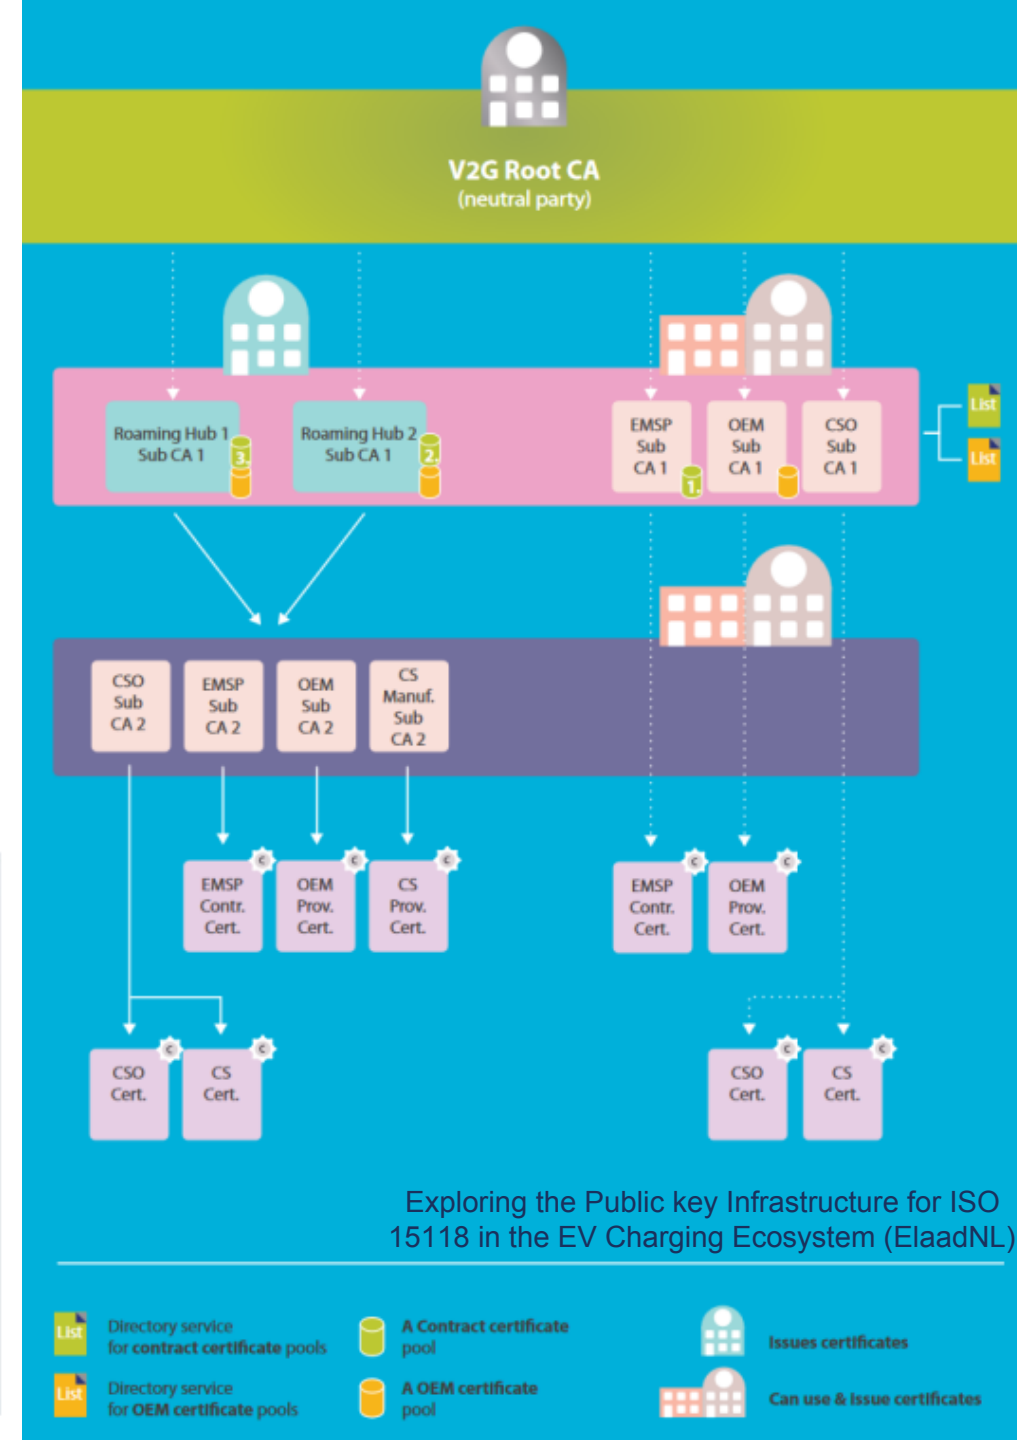 V2G Root CA
(neutral party)
Roaming Hub 1
Sub CA 1
3.
Roaming Hub 2
Sub CA 1
2.
EMSP
Sub
CA 1
1.
OEM
Sub
CA 1
CSO
Sub
CA 1
List
List
CSO
Sub
CA 2
EMSP
Sub
CA 2
OEM
Sub
CA 2
CS
Manuf.
Sub
CA 2
C
EMSP
Contr.
Cert.
C
OEM
Prov.
Cert.
C
CS
Prov.
Cert.
C
EMSP
Contr.
Cert.
C
OEM
Prov.
Cert.
C
CSO
Cert.
C
CS
Cert.
C
CSO
Cert.
C
CS
Cert.
Exploring the Public key Infrastructure for ISO
15118 in the EV Charging Ecosystem (ElaadNL)
List
Directory service
for contract certificate pools
A Contract certificate
pool
Issues certificates
List
Directory service
for OEM certificate pools
A OEM certificate
pool
Can use & issue certificates